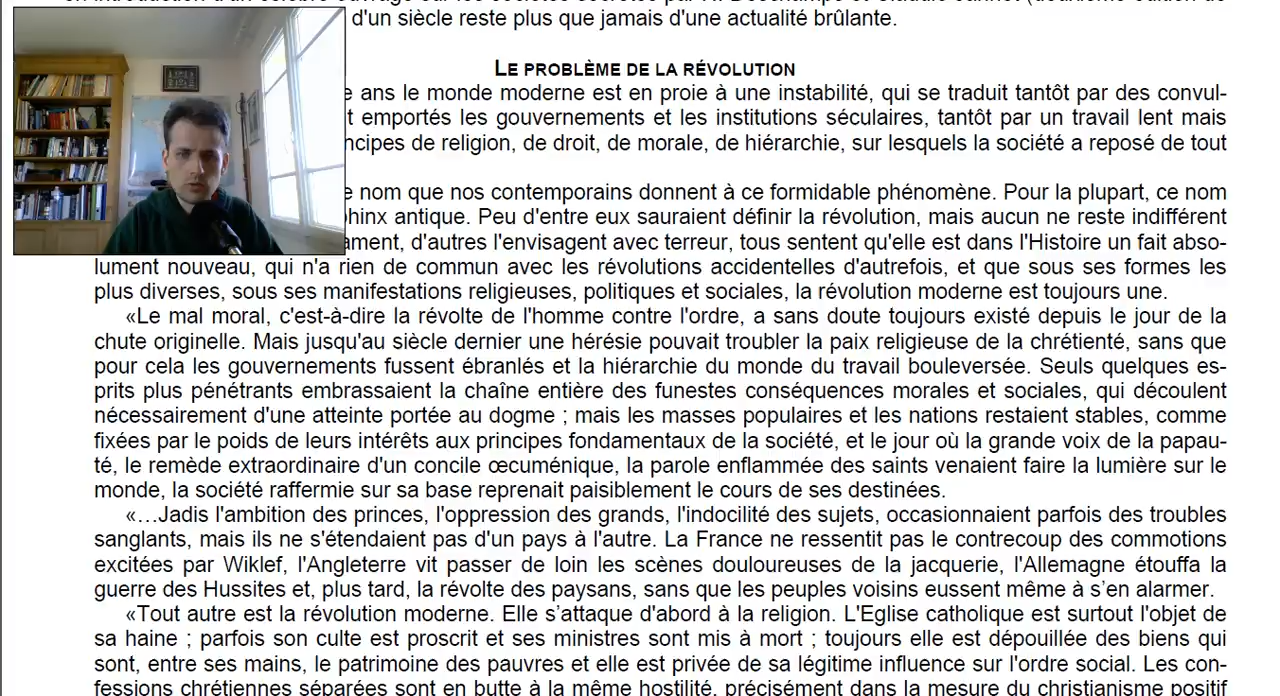 d'un siècle reste plus que jamais d'une actualité brûlante.
LE PROBLÈME DE LA RÉVOLUTION
ans le monde moderne est en proie à une instabilité, qui se traduit tantôt par des convul-
emportés les gouvernements et les institutions séculaires, tantôt par un travail lent mais
de religion, de droit, de morale, de hiérarchie, sur lesquels la société a reposé de tout
nom que nos contemporains donnent à ce formidable phénomène. Pour la plupart, ce nom
antique. Peu d'entre eux sauraient définir la révolution, mais aucun ne reste indifférent
d'autres l'envisagent avec terreur, tous sentent qu'elle est dans l'Histoire un fait abso-
lument nouveau, qui n'a rien de commun avec les révolutions accidentelles d'autrefois, et que sous ses formes les
plus diverses, sous ses manifestations religieuses, politiques et sociales, la révolution moderne est toujours une.
«Le mal moral, c'est-à-dire la révolte de l'homme contre l'ordre, a sans doute toujours existé depuis le jour de la
chute originelle. Mais jusqu'au siècle dernier une hérésie pouvait troubler la paix religieuse de la chrétienté, sans que
pour cela les gouvernements fussent ébranlés et la hiérarchie du monde du travail bouleversée. Seuls quelques es-
prits plus pénétrants embrassaient la chaîne entière des funestes conséquences morales et sociales, qui découlent
nécessairement d'une atteinte portée au dogme ; mais les masses populaires et les nations restaient stables, comme
fixées par le poids de leurs intérêts aux principes fondamentaux de la société, et le jour où la grande voix de la papau-
té, le remède extraordinaire d'un concile œcuménique, la parole enflammée des saints venaient faire la lumière sur le
monde, la société raffermie sur sa base reprenait paisiblement le cours de ses destinées.
«…Jadis l'ambition des princes, l'oppression des grands, l'indocilité des sujets, occasionnaient parfois des troubles
sanglants, mais ils ne s'étendaient pas d'un pays à l'autre. La France ne ressentit pas le contrecoup des commotions
excitées par Wiklef, l'Angleterre vit passer de loin les scènes douloureuses de la jacquerie, l'Allemagne étouffa la
guerre des Hussites et, plus tard, la révolte des paysans, sans que les peuples voisins eussent même à s'en alarmer.
«Tout autre est la révolution moderne. Elle s'attaque d'abord à la religion. L'Eglise catholique est surtout l'objet de
sa haine ; parfois son culte est proscrit et ses ministres sont mis à mort ; toujours elle est dépouillée des biens qui
sont, entre ses mains, le patrimoine des pauvres et elle est privée de sa légitime influence sur l'ordre social. Les con-
fessions chrétiennes séparées sont en butte à la même hostilité, précisément dans la mesure du christianisme positif